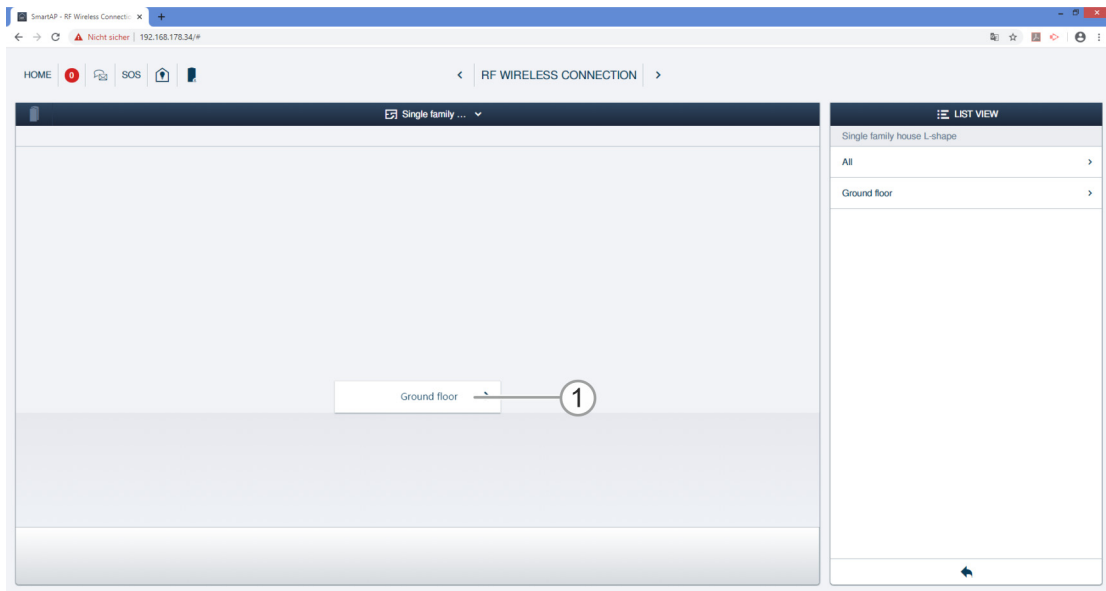 SmartAP - RF Wireless Connecti
Nicht sicher | 192.168.178.34/#
HOME 0 SOS RF WIRELESS CONNECTION
Single family ...
LIST VIEW
Single family house L-shape
All
Ground floor
Ground floor
1